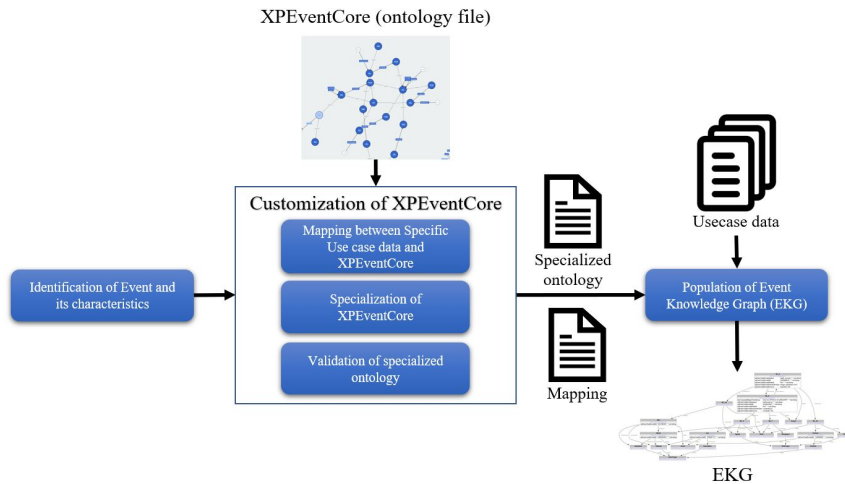 XPEventCore (ontology file)
Customization of XPEventCore
Mapping between Specific
Use case data and
XPEventCore
Specialization of
XPEventCore
Validation of specialized
ontology
Identification of Event and
its characteristics
Specialized
ontology
Mapping
Usecase data
Population of Event
Knowledge Graph (EKG)
EKG